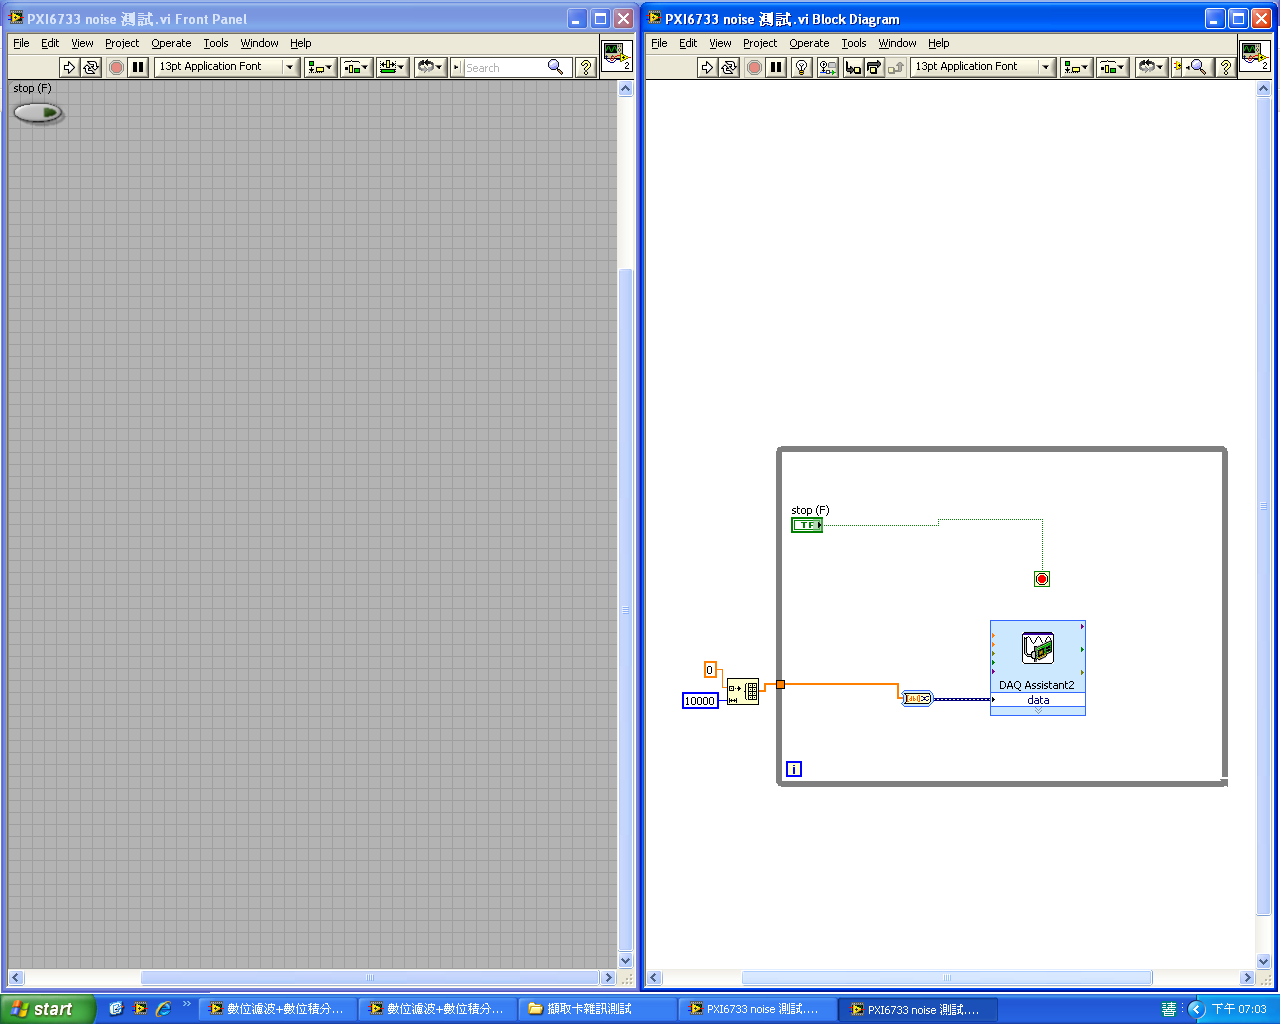 PXI6733 noise 測試.vi Front Panel
File Edit View Project Operate Tools Window Help
13pt Application Font
Search
2
stop (F)
PXI6733 noise 測試.vi Block Diagram
File Edit View Project Operate Tools Window Help
13pt Application Font
2
stop (F)
TF
0
10000
DAQ Assistant2
data
i
start
數位濾波+數位積分...
數位濾波+數位積分...
擷取卡雜訊測試
PXI6733 noise 測試....
PXI6733 noise 測試....
下午 07:03